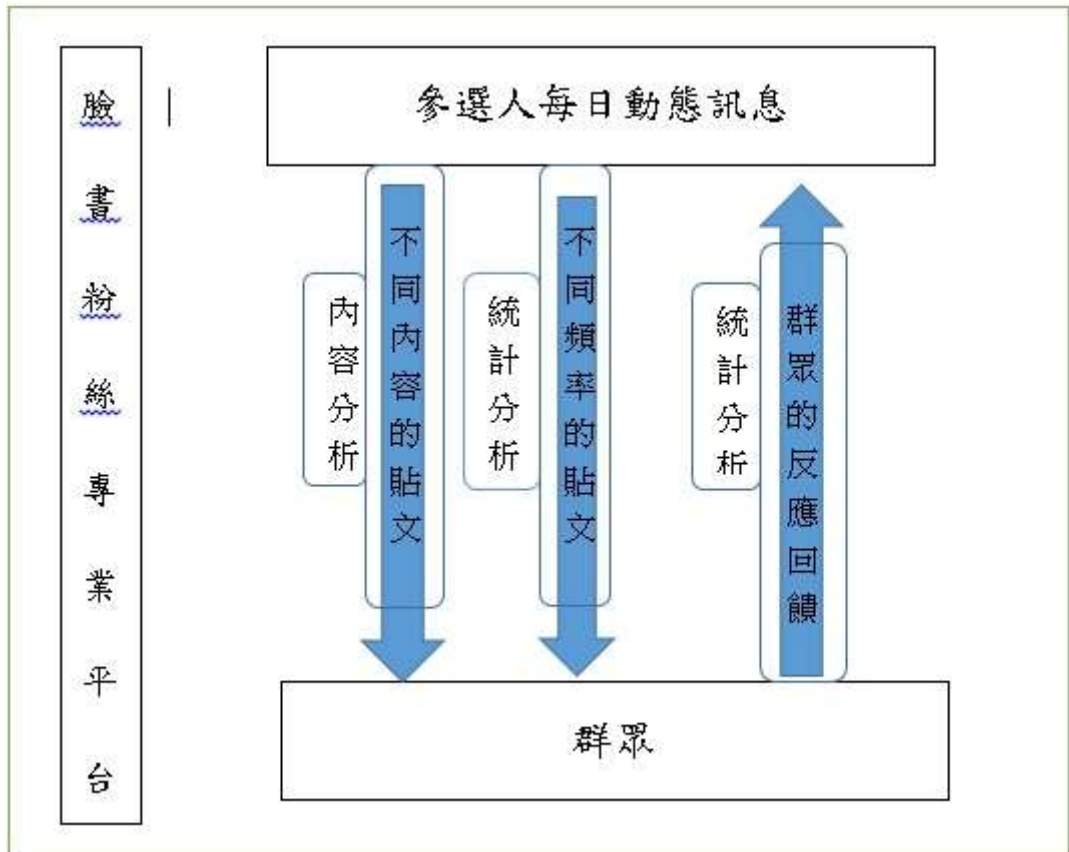 臉書粉絲專業平台
參選人每日動態訊息
內容分析
不同內容的貼文
統計分析
不同頻率的貼文
統計分析
群眾的反應回饋
群眾